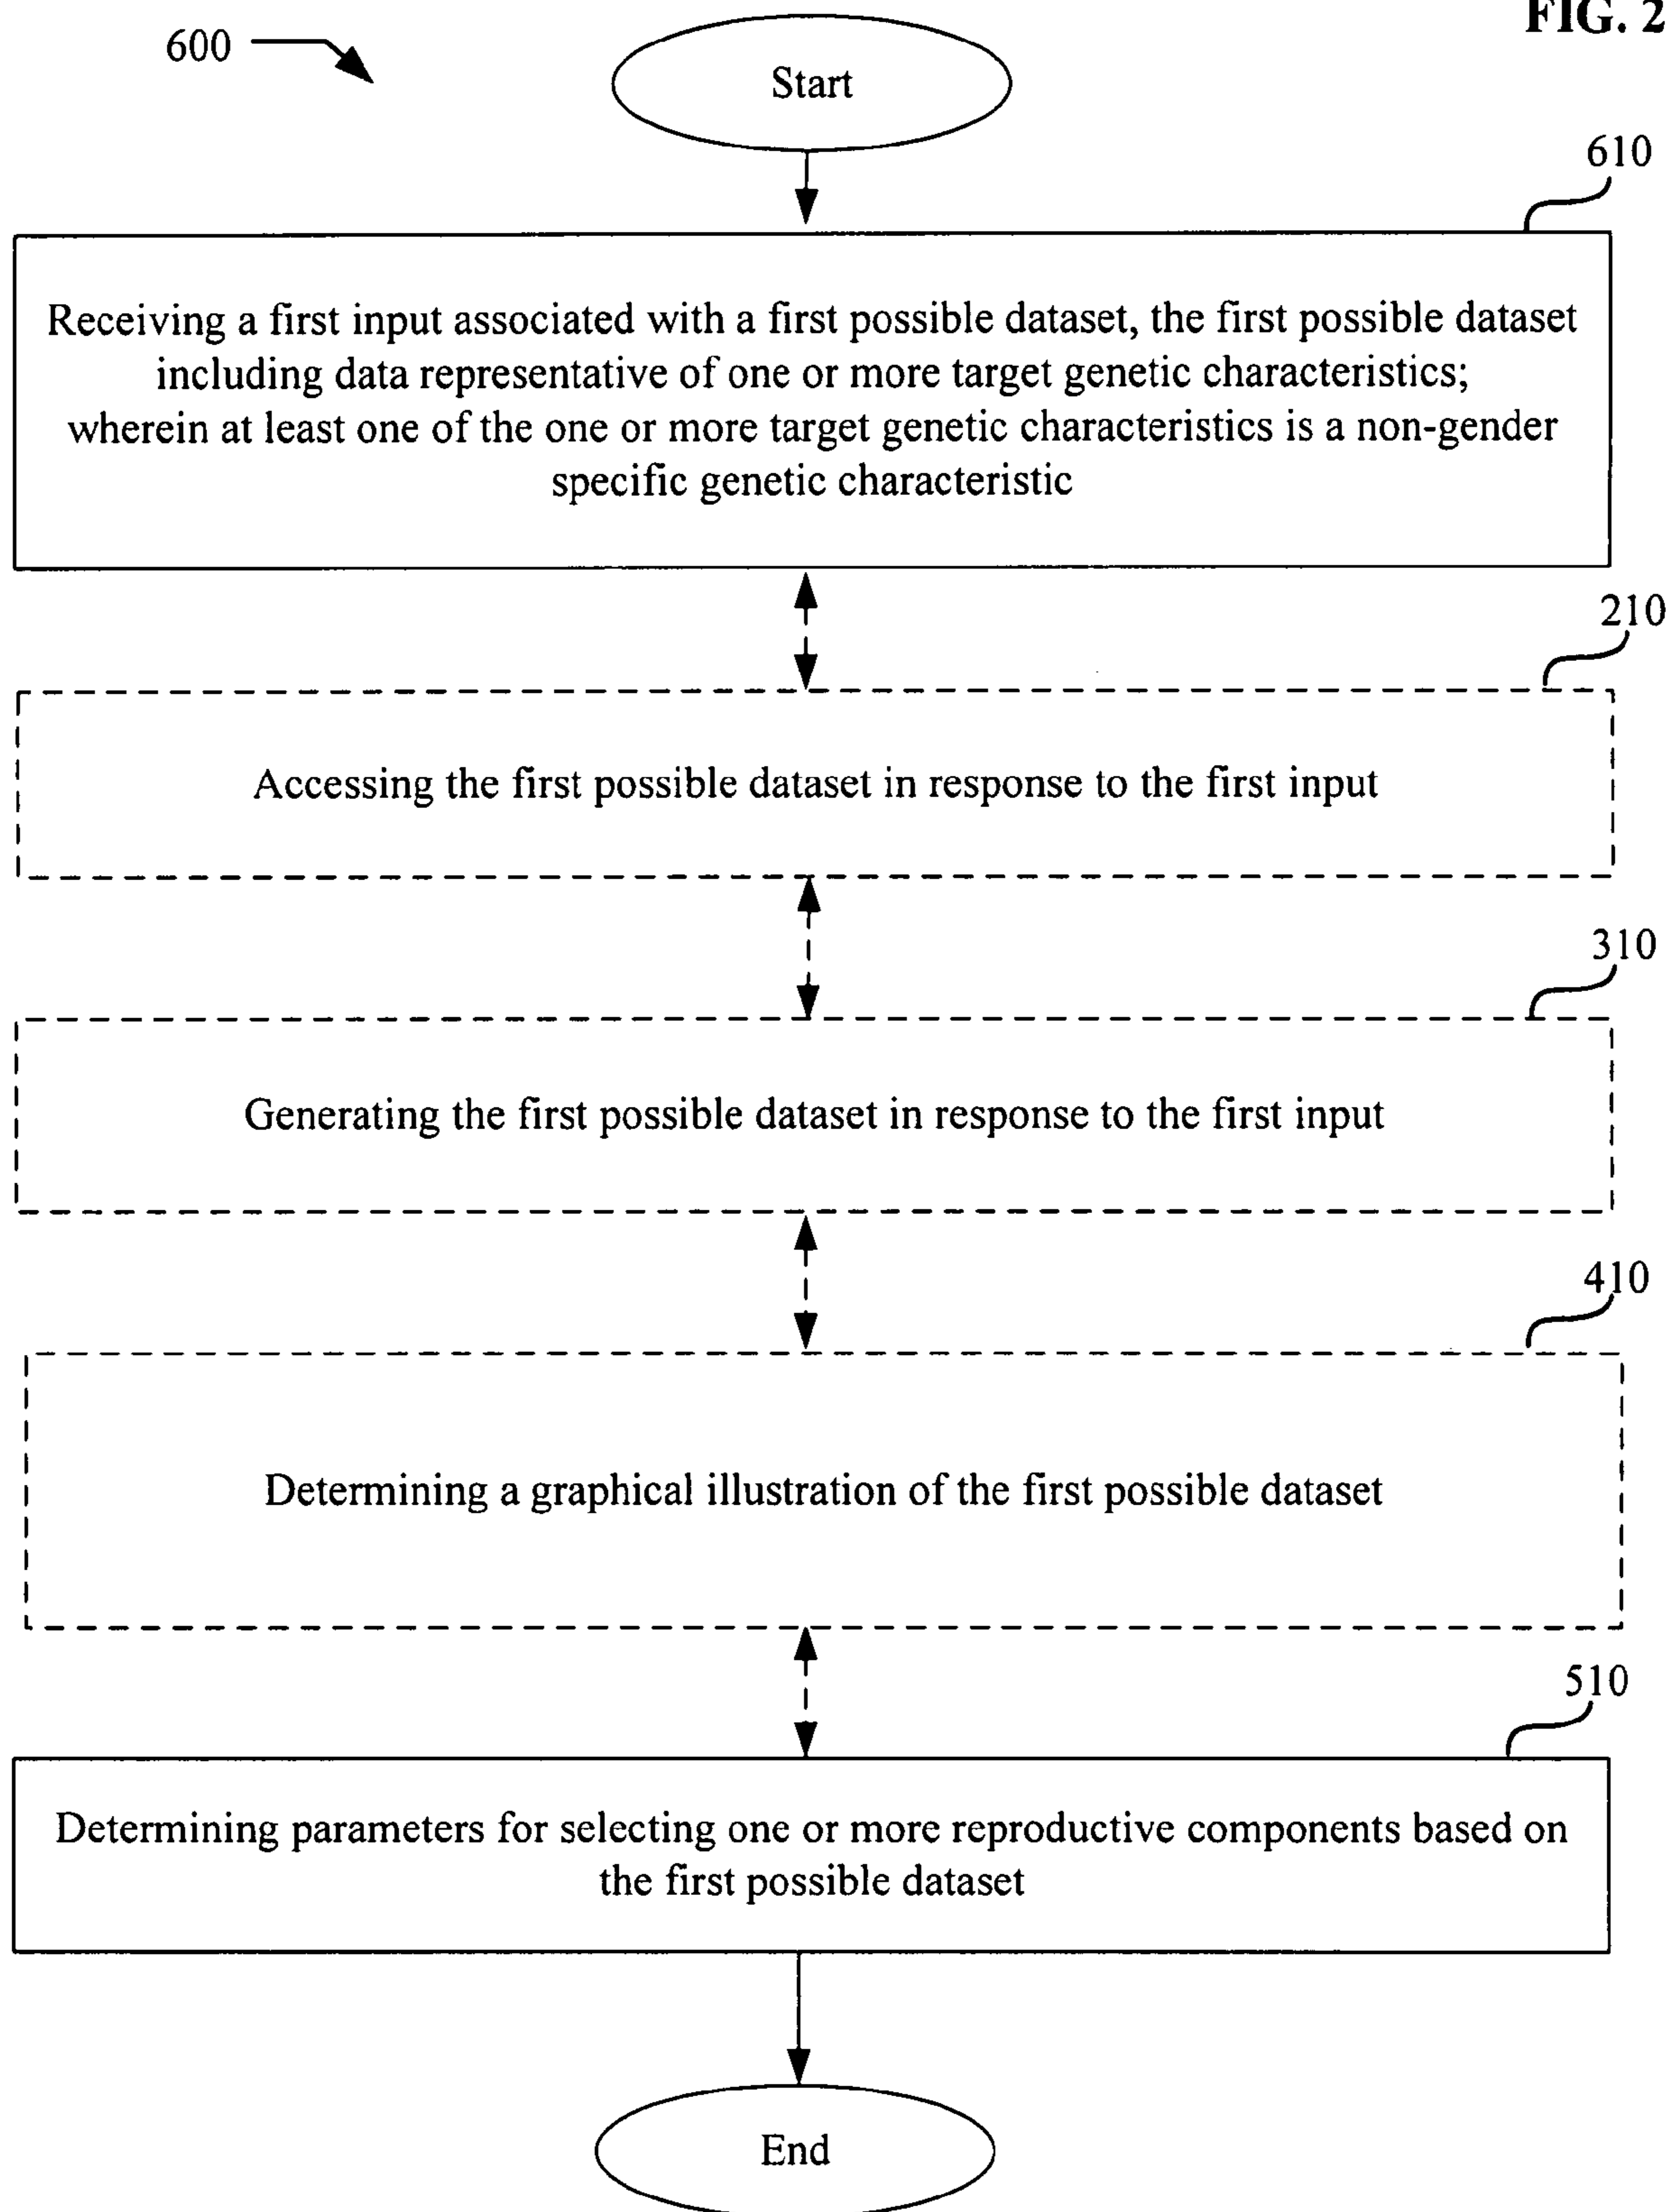 FIG. 2
600
Start
610
Receiving a first input associated with a first possible dataset, the first possible dataset
including data representative of one or more target genetic characteristics;
wherein at least one of the one or more target genetic characteristics is a non-gender
specific genetic characteristic
210
Accessing the first possible dataset in response to the first input
310
Generating the first possible dataset in response to the first input
410
Determining a graphical illustration of the first possible dataset
510
Determining parameters for selecting one or more reproductive components based on
the first possible dataset
End